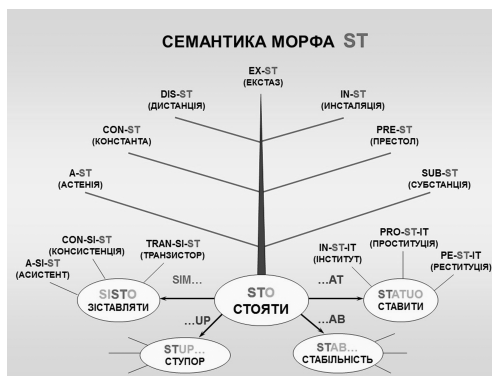 СЕМАНТИКА МОРФА ST
EX-ST
(ЕКСТАЗ)
DIS-ST
(ДИСТАНЦІЯ)
IN-ST
(ИНСТАЛЯЦІЯ)
CON-ST
(КОНСТАНТА)
PRE-ST
(ПРЕСТОЛ)
A-ST
(АСТЕНІЯ)
SUB-ST
(СУБСТАНЦІЯ)
CON-SI-ST
(КОНСИСТЕНЦІЯ)
TRAN-SI-ST
(ТРАНЗИСТОР)
A-SI-ST
(АСИСТЕНТ)
PRO-ST-IT
(ПРОСТИТУЦІЯ)
IN-ST-IT
(ІНСТИТУТ)
PE-ST-IT
(РЕСТИТУЦІЯ)
SISTO
ЗІСТАВЛЯТИ
SIM...
STO
СТОЯТИ
...AT
STATUO
СТАВИТИ
...UP
...AB
STUP...
СТУПОР
STAB...
СТАБІЛЬНІСТЬ